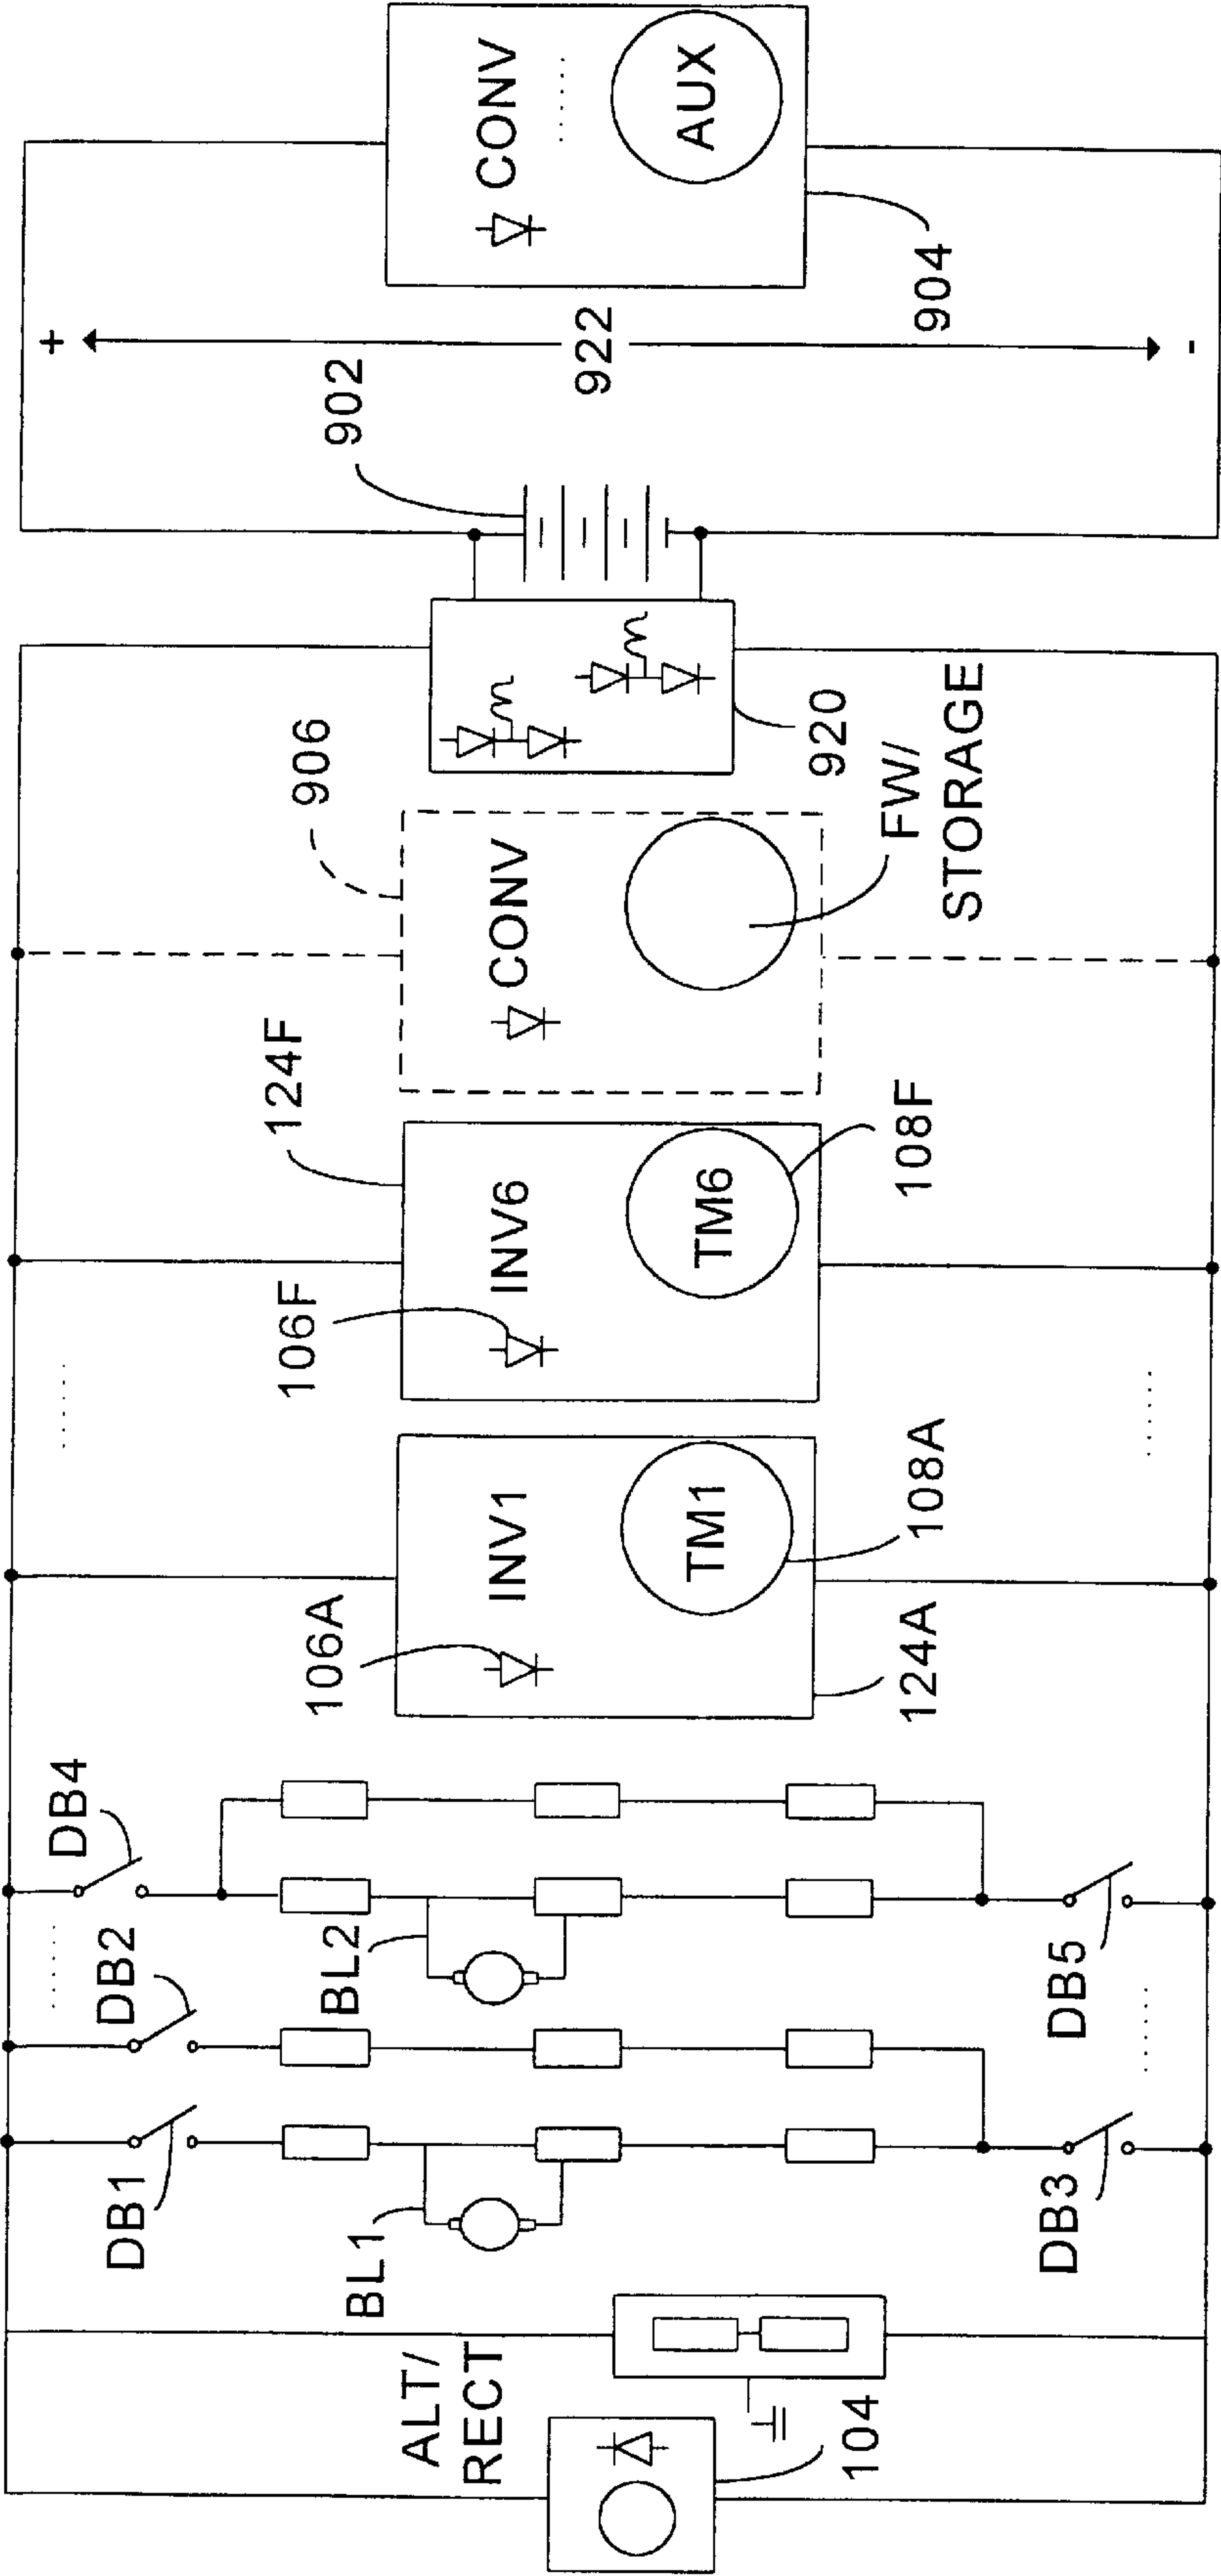 ALT/
RECT
104
BL1
DB1
DB3
DB2
BL2
DB4
DB5
106A
INV1
TM1
108A
124A
106F
124F
INV6
TM6
108F
906
CONV
FW/
STORAGE
920
902
+
922
-
CONV
AUX
904